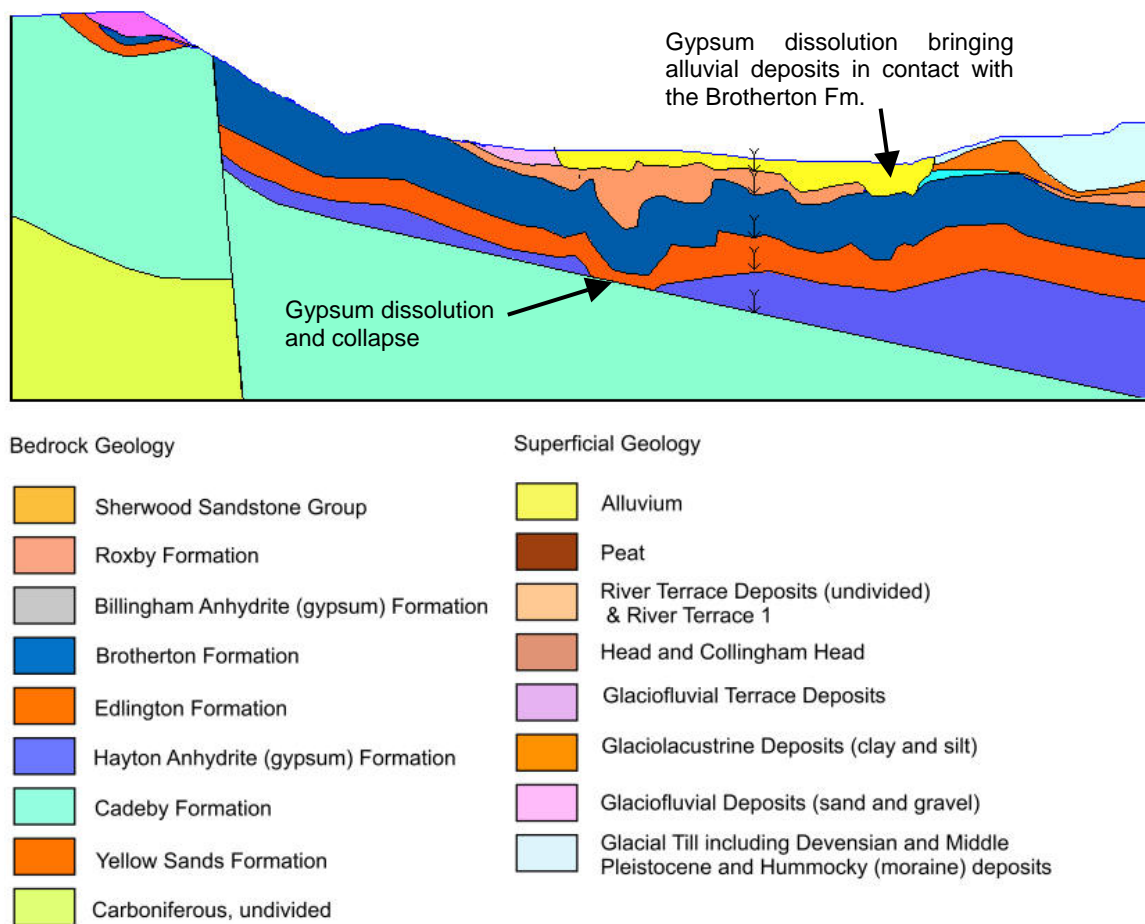 Gypsum dissolution bringing
alluvial deposits in contact with
the Brotherton Fm.
Gypsum dissolution
and collapse
Bedrock Geology
Sherwood Sandstone Group
Roxby Formation
Billingham Anhydrite (gypsum) Formation
Brotherton Formation
Edlington Formation
Hayton Anhydrite (gypsum) Formation
Cadeby Formation
Yellow Sands Formation
Carboniferous, undivided
Superficial Geology
Alluvium
Peat
River Terrace Deposits (undivided)
& River Terrace 1
Head and Collingham Head
Glaciofluvial Terrace Deposits
Glaciolacustrine Deposits (clay and silt)
Glaciofluvial Deposits (sand and gravel)
Glacial Till including Devensian and Middle
Pleistocene and Hummocky (moraine) deposits